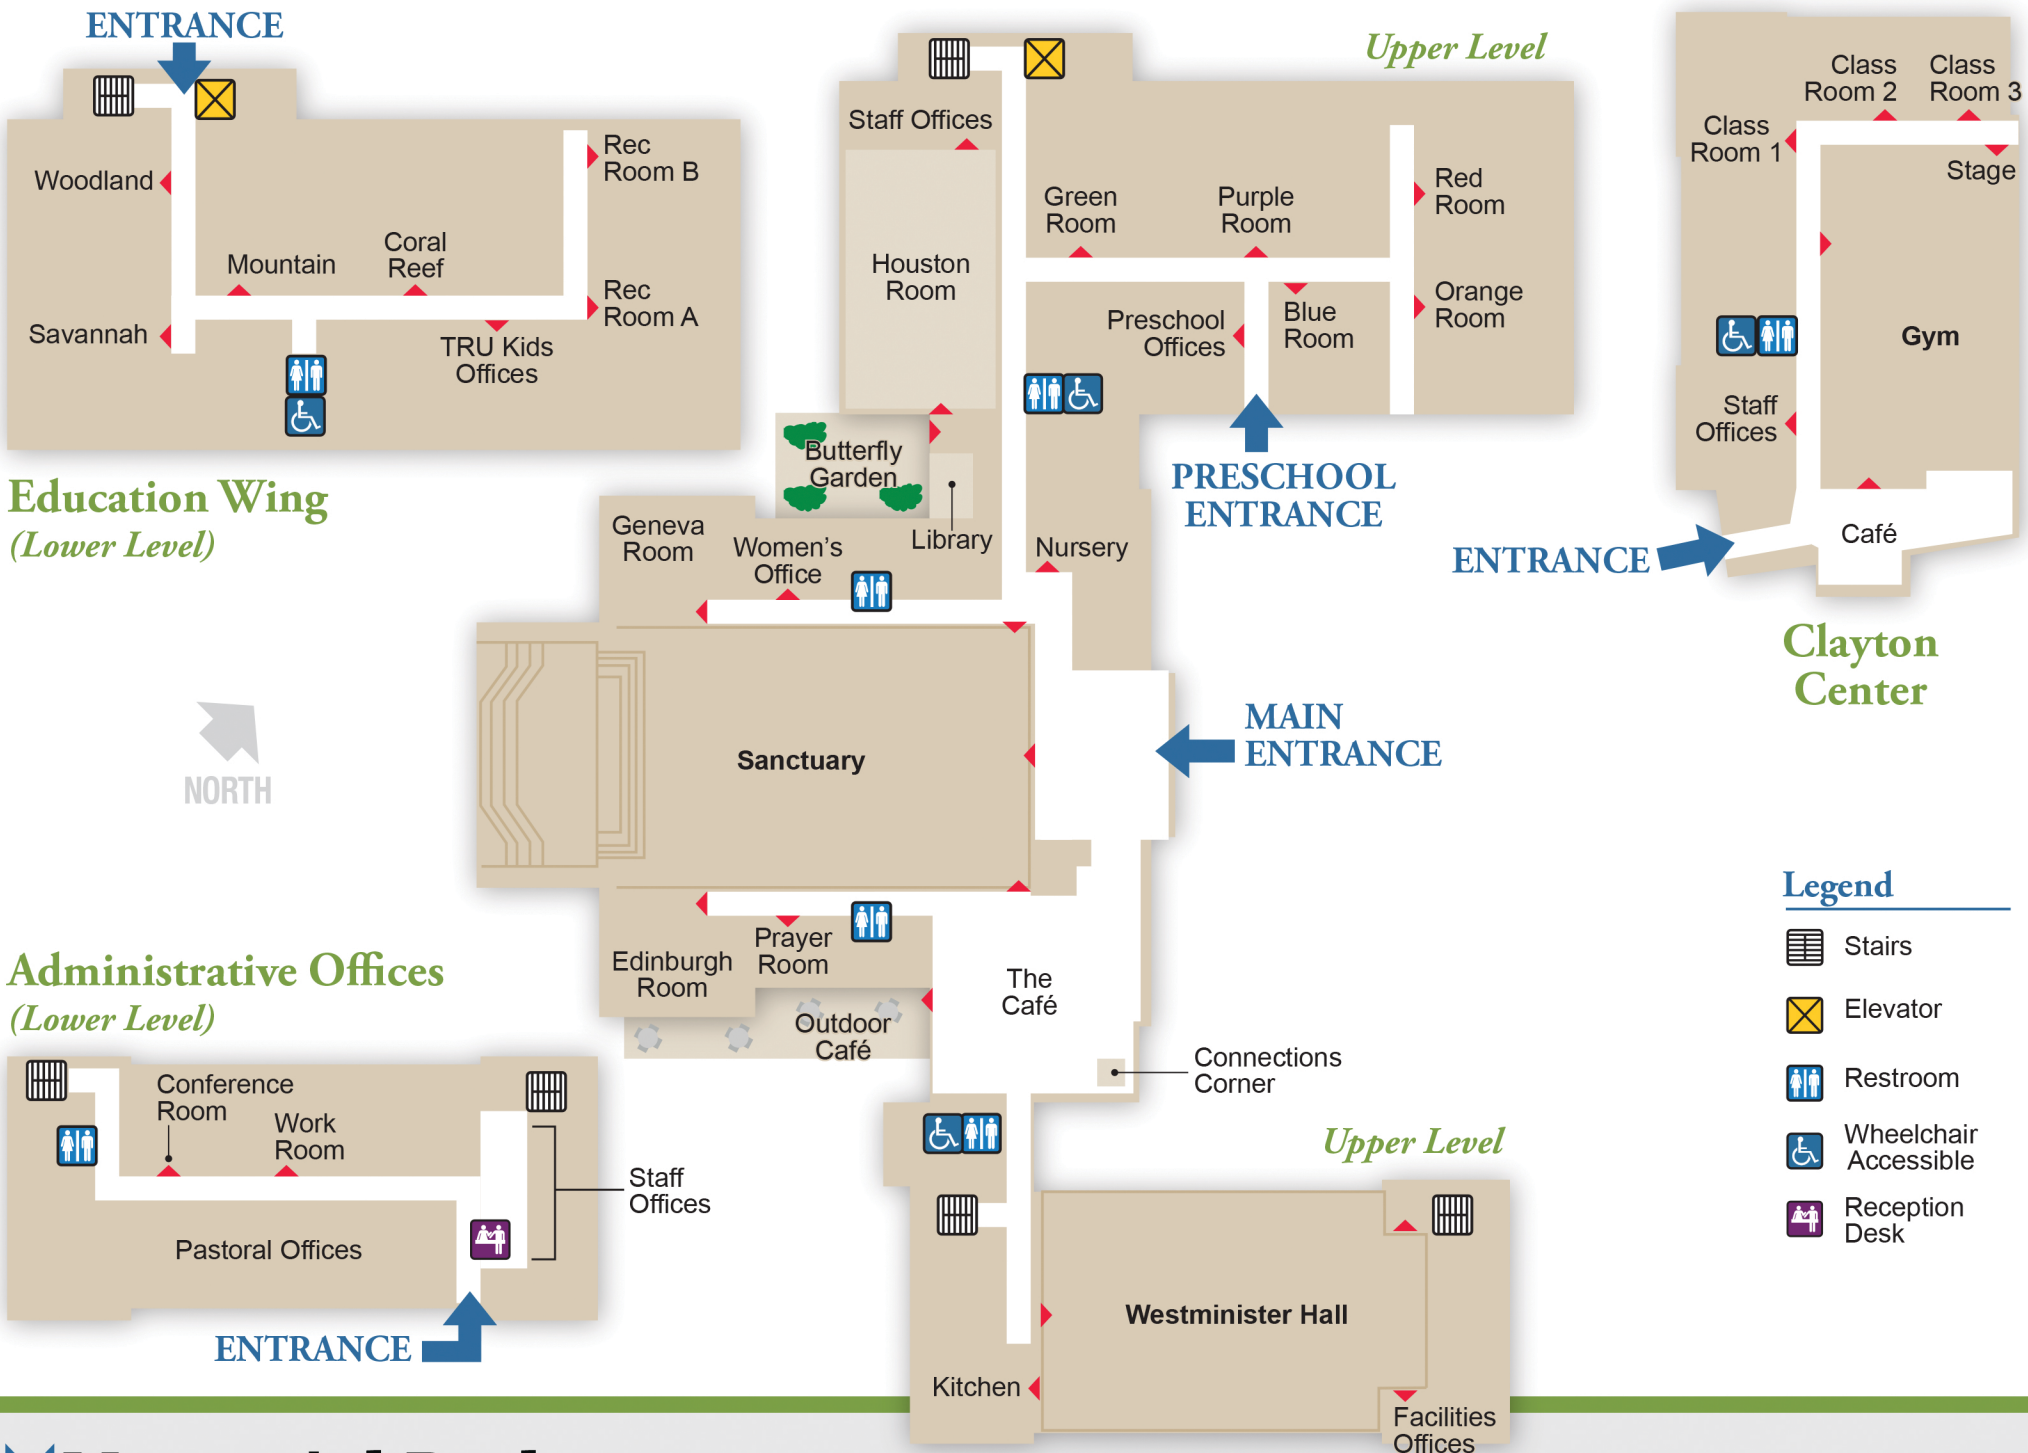 ENTRANCE
Woodland
Savannah
Mountain
Coral
Reef
TRU Kids
Offices
Rec
Room B
Rec
Room A
Education Wing
(Lower Level)
Upper Level
Staff Offices
Houston
Room
Green
Room
Purple
Room
Red
Room
Orange
Room
Blue
Room
Preschool
Offices
PRESCHOOL
ENTRANCE
Butterfly
Garden
Library
Nursery
Geneva
Room
Women's
Office
Sanctuary
MAIN
ENTRANCE
Edinburgh
Room
Prayer
Room
Outdoor
Café
The
Café
Connections
Corner
Class
Room 1
Class
Room 2
Class
Room 3
Stage
Gym
Staff
Offices
Café
ENTRANCE
Clayton
Center
NORTH
Administrative Offices
(Lower Level)
Conference
Room
Work
Room
Staff
Offices
Pastoral Offices
ENTRANCE
Upper Level
Westminister Hall
Kitchen
Facilities
Offices
Legend
Stairs
Elevator
Restroom
Wheelchair
Accessible
Reception
Desk